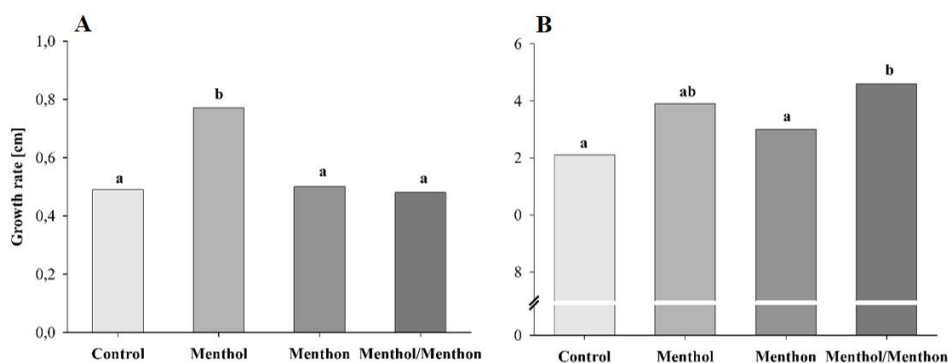 A
B
Growth rate [cm]
1,0
0,8
0,6
0,4
0,2
0,0
b
a
a
a
Control
Menthol
Menthon
Menthol/Menthon
6
4
2
0
8
0
a
ab
a
b
Control
Menthol
Menthon
Menthol/Menthon